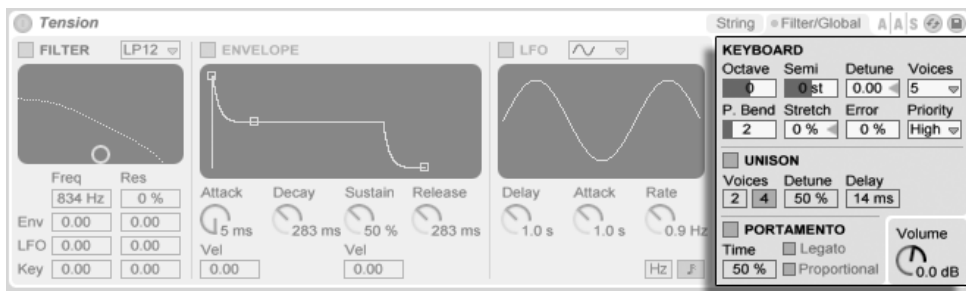 Tension
String
Filter/Global
A A S
FILTER
LP12
Freq Res
834 Hz 0 %
Env 0.00 0.00
LFO 0.00 0.00
Key 0.00 0.00
ENVELOPE
Attack Decay Sustain Release
5 ms 283 ms 50 % 283 ms
Vel Vel
0.00 0.00
LFO
Delay Attack Rate
1.0 s 1.0 s 0.9 Hz
Hz
KEYBOARD
Octave Semi Detune Voices
0 0 st 0.00 5
P. Bend Stretch Error Priority
2 0 % 0 % High
UNISON
Voices Detune Delay
2 4 50 % 14 ms
PORTAMENTO
Time Legato
50 % Proportional
Volume
0.0 dB